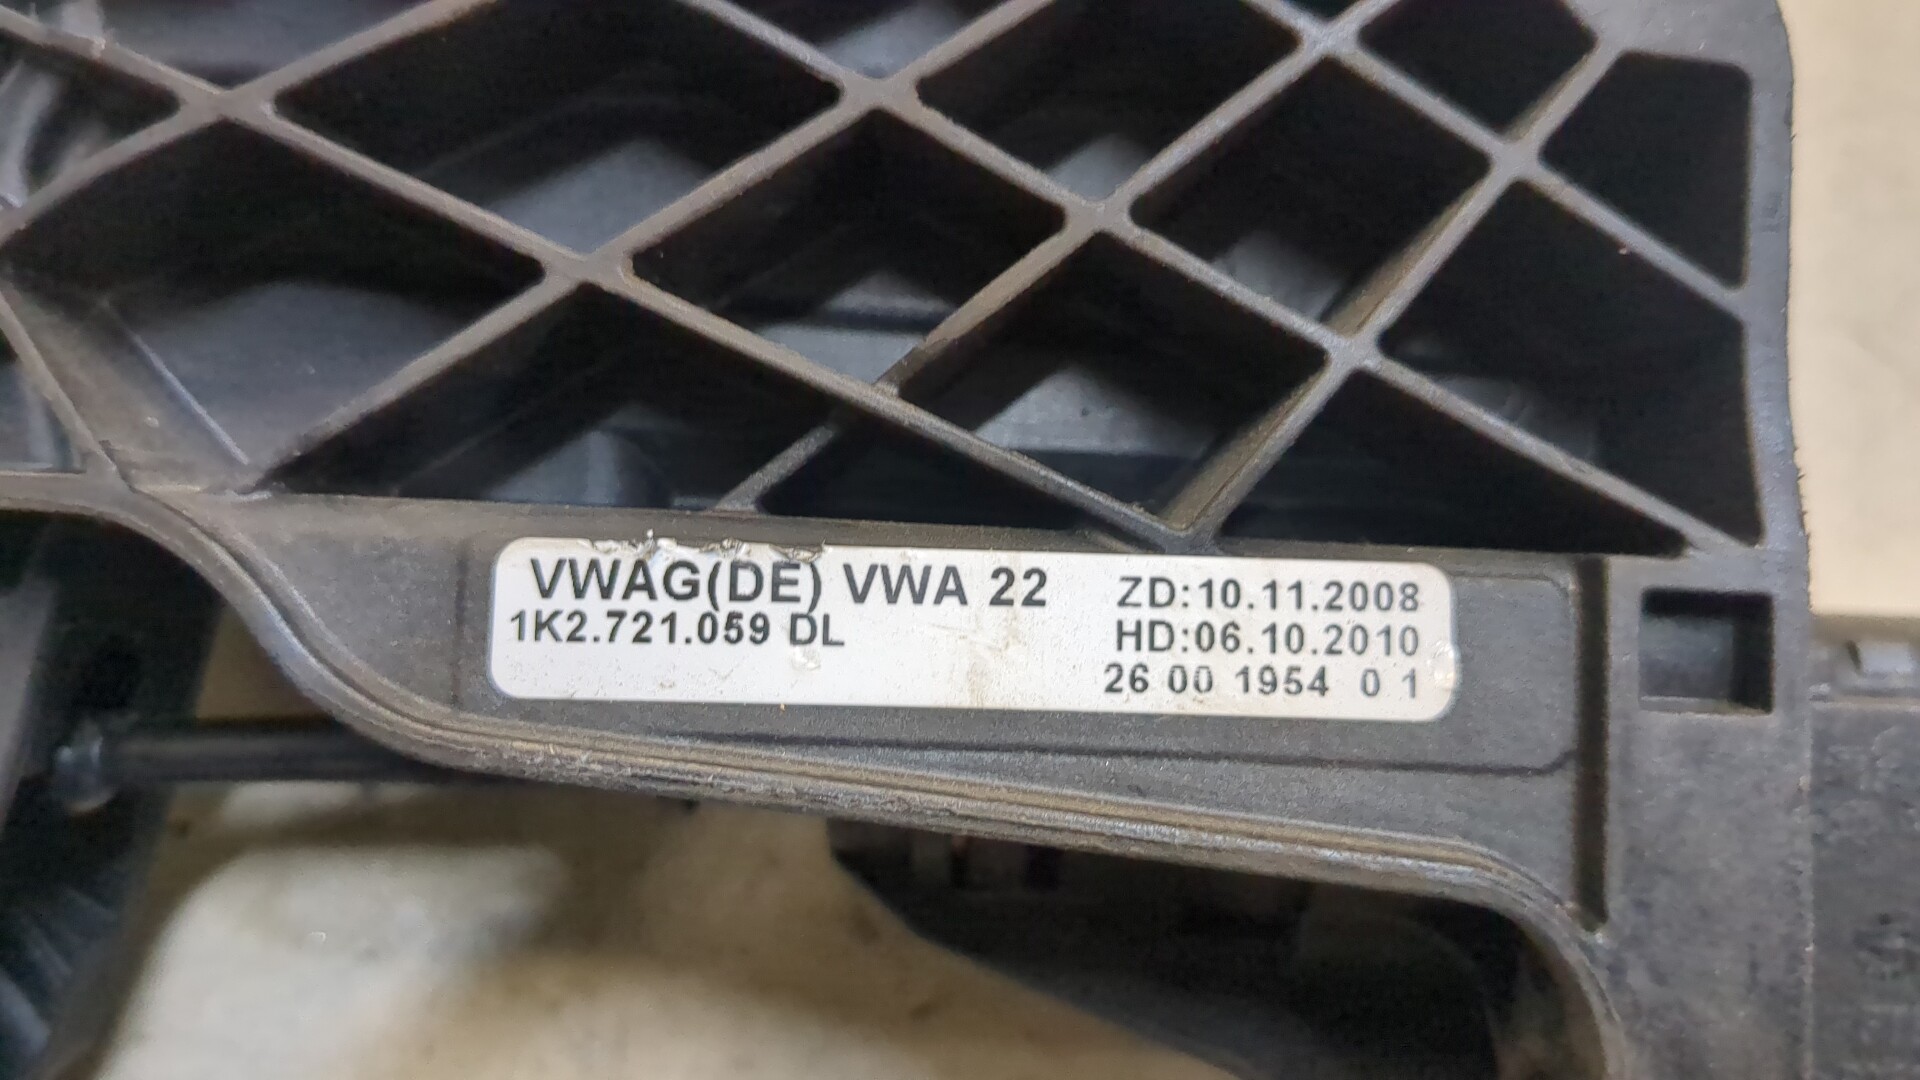 VWAG(DE) VWA 22
1K2.721.059 DL
ZD:10.11.2008
HD:06.10.2010
26 00 1954 0 1